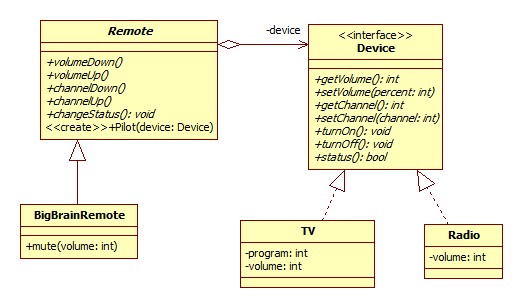 Remote
+volumeDown()
+volumeUp()
+channelDown()
+channelUp()
+changeStatus(): void
<<create>>+Pilot(device: Device)
-device
<<interface>>
Device
+getVolume(): int
+setVolume(percent: int)
+getChannel(): int
+setChannel(channel: int)
+turnOn(): void
+turnOff(): void
+status(): bool
BigBrainRemote
+mute(volume: int)
TV
-program: int
-volume: int
Radio
-volume: int